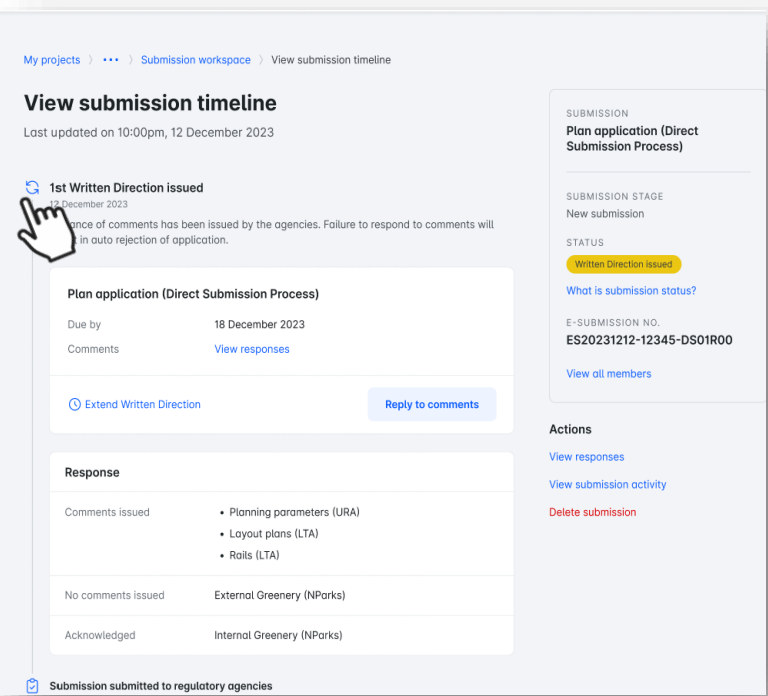 My projects > ••• > Submission workspace > View submission timeline
View submission timeline
Last updated on 10:00pm, 12 December 2023
1st Written Direction issued
12 December 2023
ance of comments has been issued by the agencies. Failure to respond to comments will
in auto rejection of application.
Plan application (Direct Submission Process)
Due by 18 December 2023
Comments View responses
Extend Written Direction Reply to comments
Response
Comments issued • Planning parameters (URA)
• Layout plans (LTA)
• Rails (LTA)
No comments issued External Greenery (NParks)
Acknowledged Internal Greenery (NParks)
Submission submitted to regulatory agencies
SUBMISSION
Plan application (Direct
Submission Process)
SUBMISSION STAGE
New submission
STATUS
Written Direction issued
What is submission status?
E-SUBMISSION NO.
ES20231212-12345-DS01R00
View all members
Actions
View responses
View submission activity
Delete submission